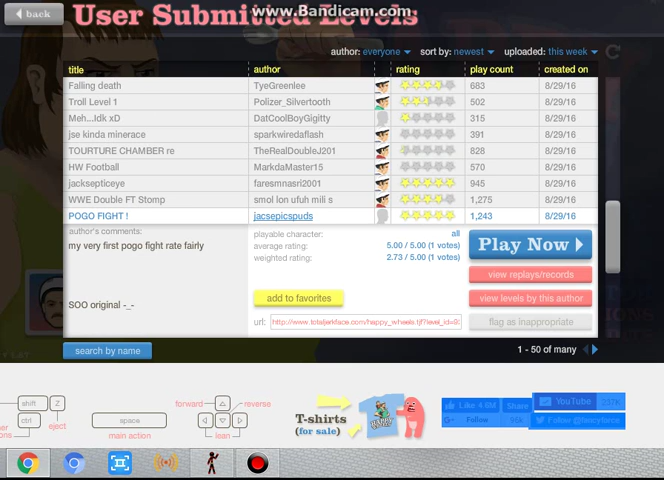 back
User Submitted Levels
www.Bandicam.com
author: everyone sort by: newest uploaded: this week
title author rating play count created on
Falling death TyeGreenlee 683 8/29/16
Troll Level 1 Polizer_Silvertooth 502 8/29/16
Meh...Idk xD DatCoolBoyGigitty 315 8/29/16
jse kinda minerace sparkwiredaflash 391 8/29/16
TOURTURE CHAMBER re TheRealDoubleJ201 828 8/29/16
HW Football MarkdaMaster15 570 8/29/16
jacksepticeye faresmnasri2001 945 8/29/16
WWE Double FT Stomp smol lon ufuh mili s 1,275 8/29/16
POGO FIGHT ! jacsepicspuds 1,243 8/29/16
author's comments:
my very first pogo fight rate fairly
SOO original -_-
playable character: all
average rating: 5.00 / 5.00 (1 votes)
weighted rating: 2.73 / 5.00 (1 votes)
add to favorites
url: http://www.totaljerkface.com/happy_wheels.tjf?level_id=9
Play Now
view replays/records
view levels by this author
flag as inappropriate
search by name
1 - 50 of many
shift Z
ctrl
eject
space
main action
forward reverse
lean
T-shirts
(for sale)
Like 4.6M Share
YouTube 237K
G+ Follow 95k
Follow @fancyforce